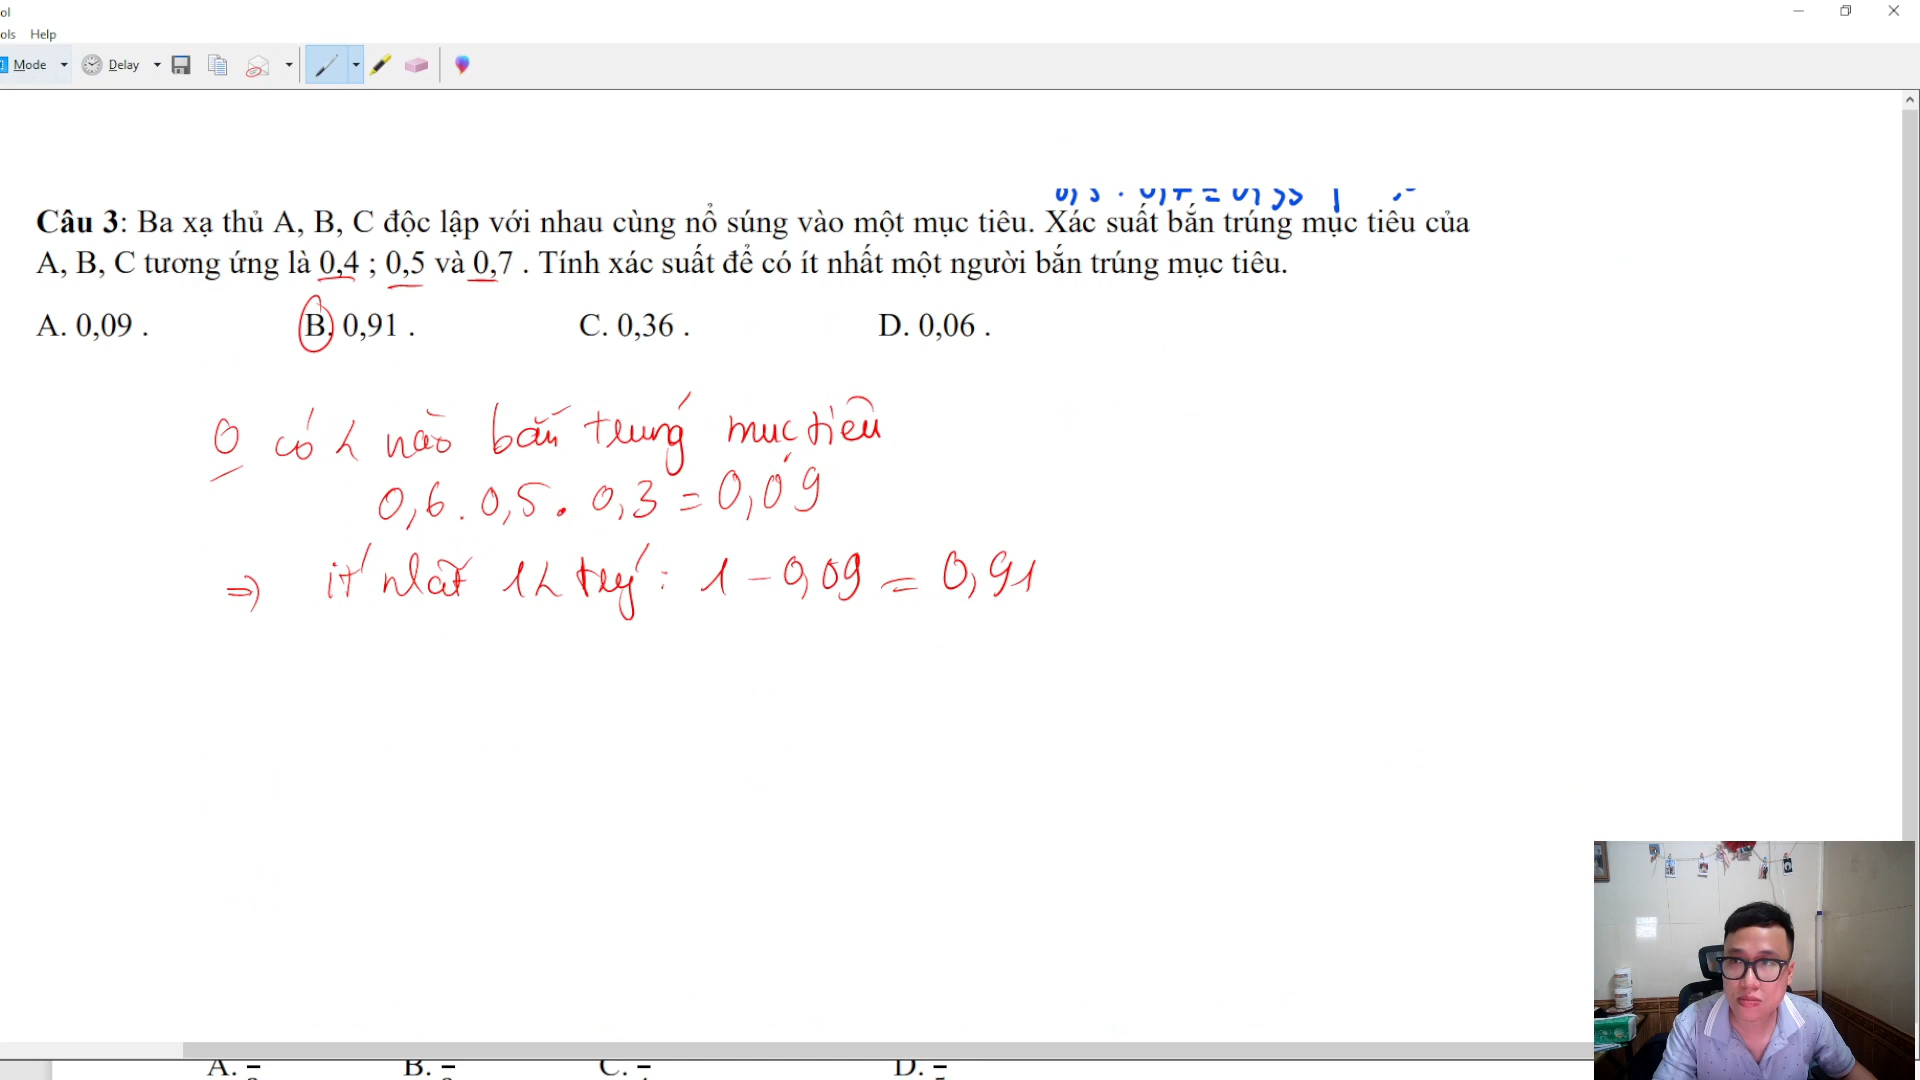 ol
ols Help
Mode Delay
Câu 3: Ba xạ thủ A, B, C độc lập với nhau cùng nổ súng vào một mục tiêu. Xác suất bắn trúng mục tiêu của
A, B, C tương ứng là 0,4 ; 0,5 và 0,7 . Tính xác suất để có ít nhất một người bắn trúng mục tiêu.
A. 0,09 . B. 0,91 . C. 0,36 . D. 0,06 .
0 có h nào bắn trúng mục tiêu
0,6 . 0,5 . 0,3 = 0,09
=> ít nhất 1 h : 1 - 0,09 = 0,91
A. B. C. D.